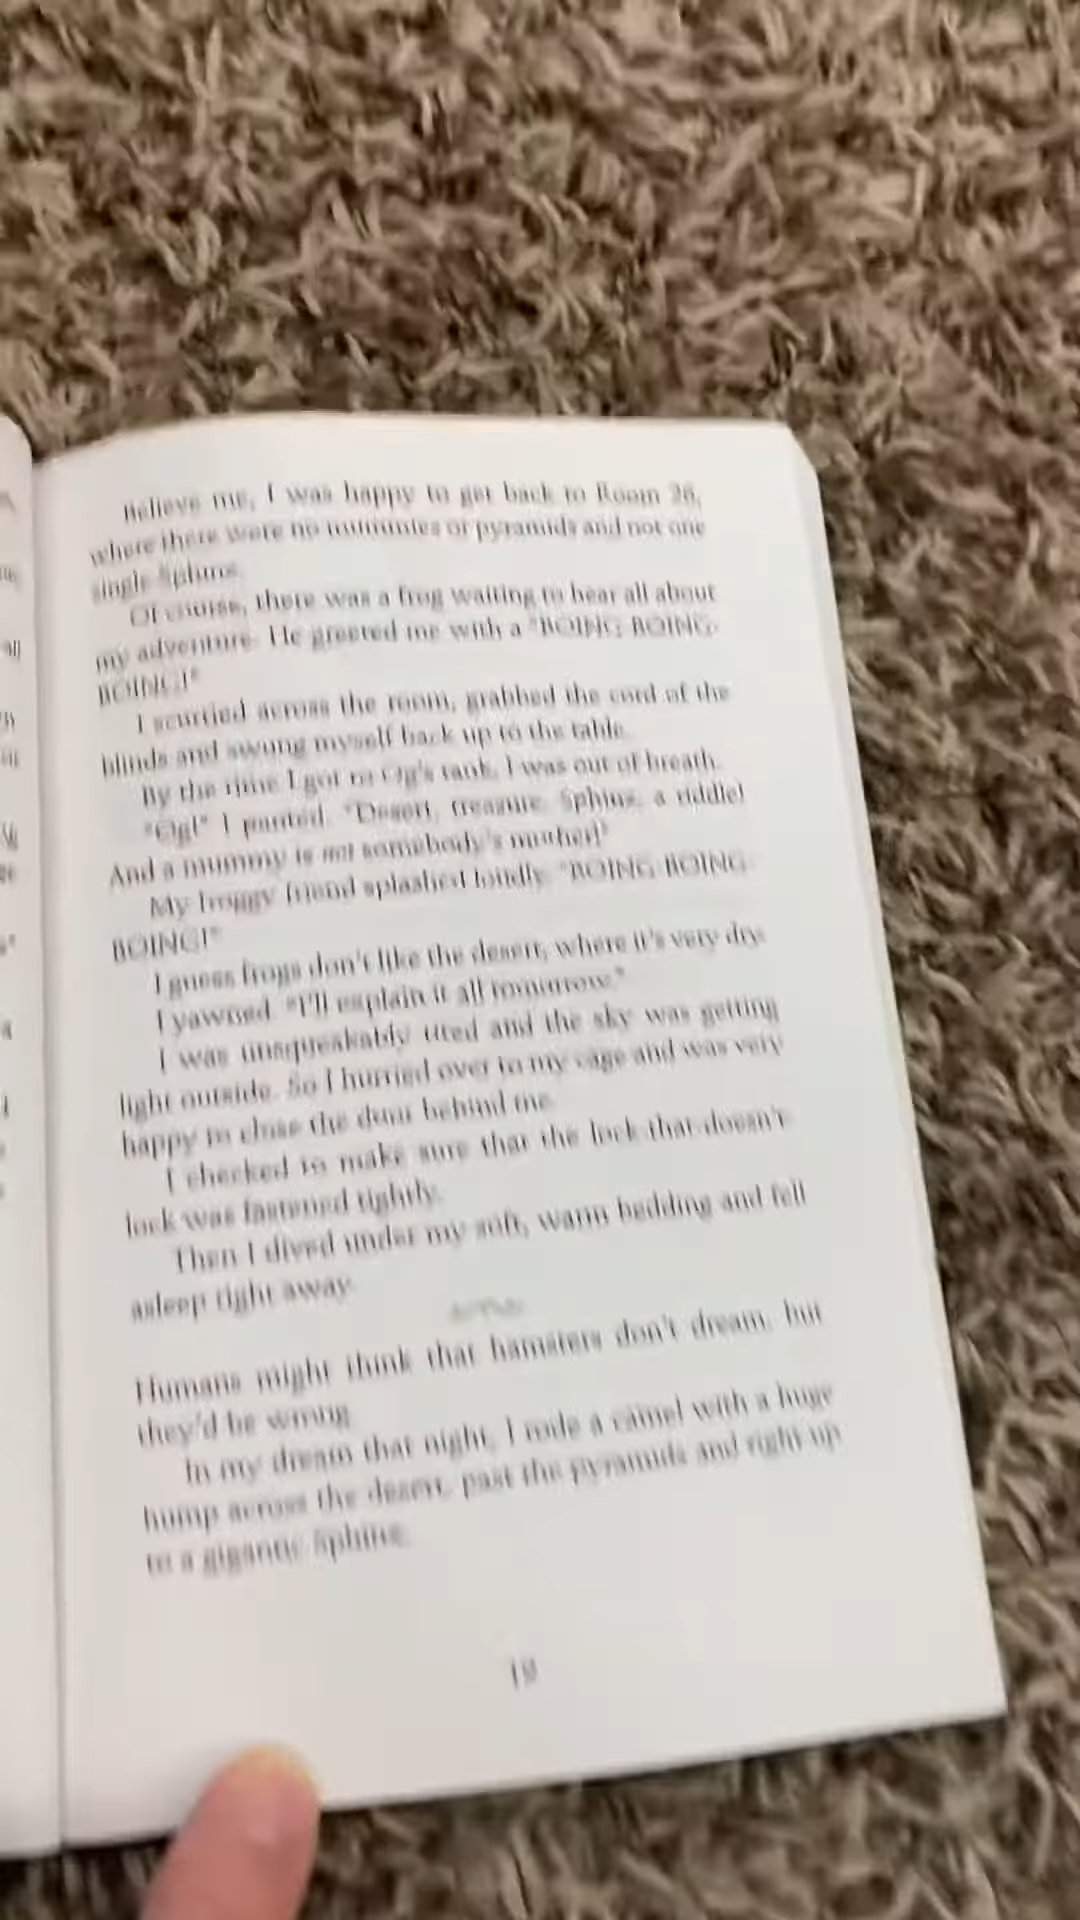 Believe me, I was happy to get back to Room 26,
where there were no mummies or pyramids and not one
single Sphinx.
Of course, there was a frog waiting to hear all about
my adventure. He greeted me with a "BOING-BOING-
BOING!"
I scurried across the room, grabbed the cord of the
blinds and swung myself back up to the table.
By the time I got to Og's tank, I was out of breath.
"Og!" I panted. "Desert, treasure, Sphinx, a riddle!
And a mummy is not somebody's mother!"
My froggy friend splashed loudly. "BOING-BOING-
BOING!"
I guess frogs don't like the desert, where it's very dry.
I yawned. "I'll explain it all tomorrow."
I was unsqueakably tired and the sky was getting
light outside. So I hurried over to my cage and was very
happy to close the door behind me.
I checked to make sure that the lock-that-doesn't-
lock was fastened tightly.
Then I dived under my soft, warm bedding and fell
asleep right away.
Humans might think that hamsters don't dream, but
they'd be wrong.
In my dream that night, I rode a camel with a huge
hump across the desert, past the pyramids and right up
to a gigantic Sphinx.
19